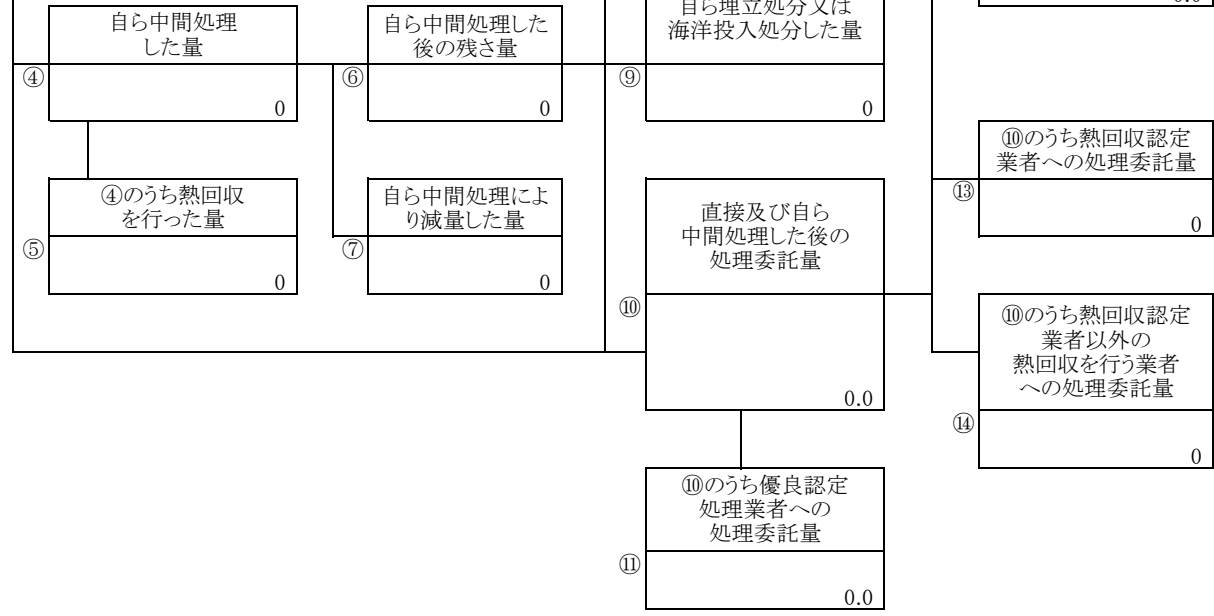 自ら中間処理
した量
④
0
自ら中間処理した
後の残さ量
⑥
0
自ら埋立処分又は
海洋投入処分した量
⑨
0
0.0
④のうち熱回収
を行った量
⑤
0
自ら中間処理によ
り減量した量
⑦
0
直接及び自ら
中間処理した後の
処理委託量
⑩
0.0
⑩のうち熱回収認定
業者への処理委託量
⑬
0
⑩のうち熱回収認定
業者以外の
熱回収を行う業者
への処理委託量
⑭
0
⑩のうち優良認定
処理業者への
処理委託量
⑪
0.0